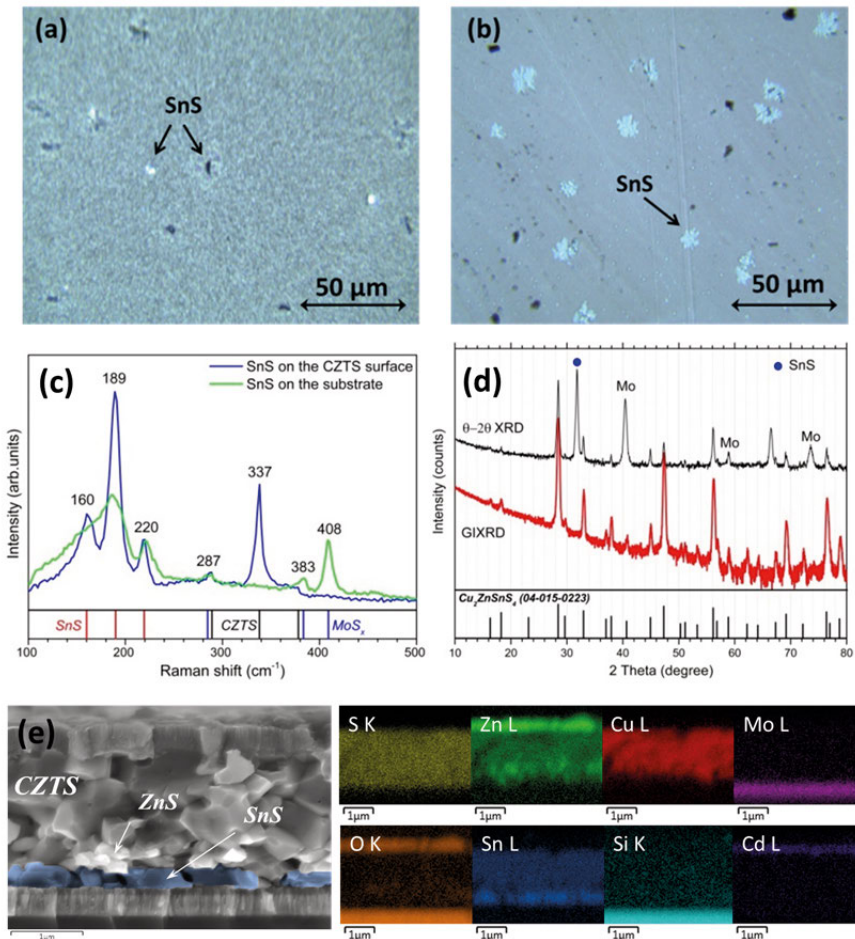 (a)
SnS
50 µm
(b)
SnS
50 µm
(c)
SnS on the CZTS surface
SnS on the substrate
189
160
220
287
337
383
408
Intensity (arb.units)
SnS
CZTS
MoSₓ
100 200 300 400 500
Raman shift (cm⁻¹)
(d)
SnS
Mo
θ-2θ XRD
Mo
Mo
GIXRD
Intensity (counts)
Cu₂ZnSnS₄ (04-015-0223)
10 20 30 40 50 60 70 80
2 Theta (degree)
(e)
CZTS
ZnS
SnS
1µm
S K
Zn L
Cu L
Mo L
1µm
1µm
1µm
1µm
O K
Sn L
Si K
Cd L
1µm
1µm
1µm
1µm